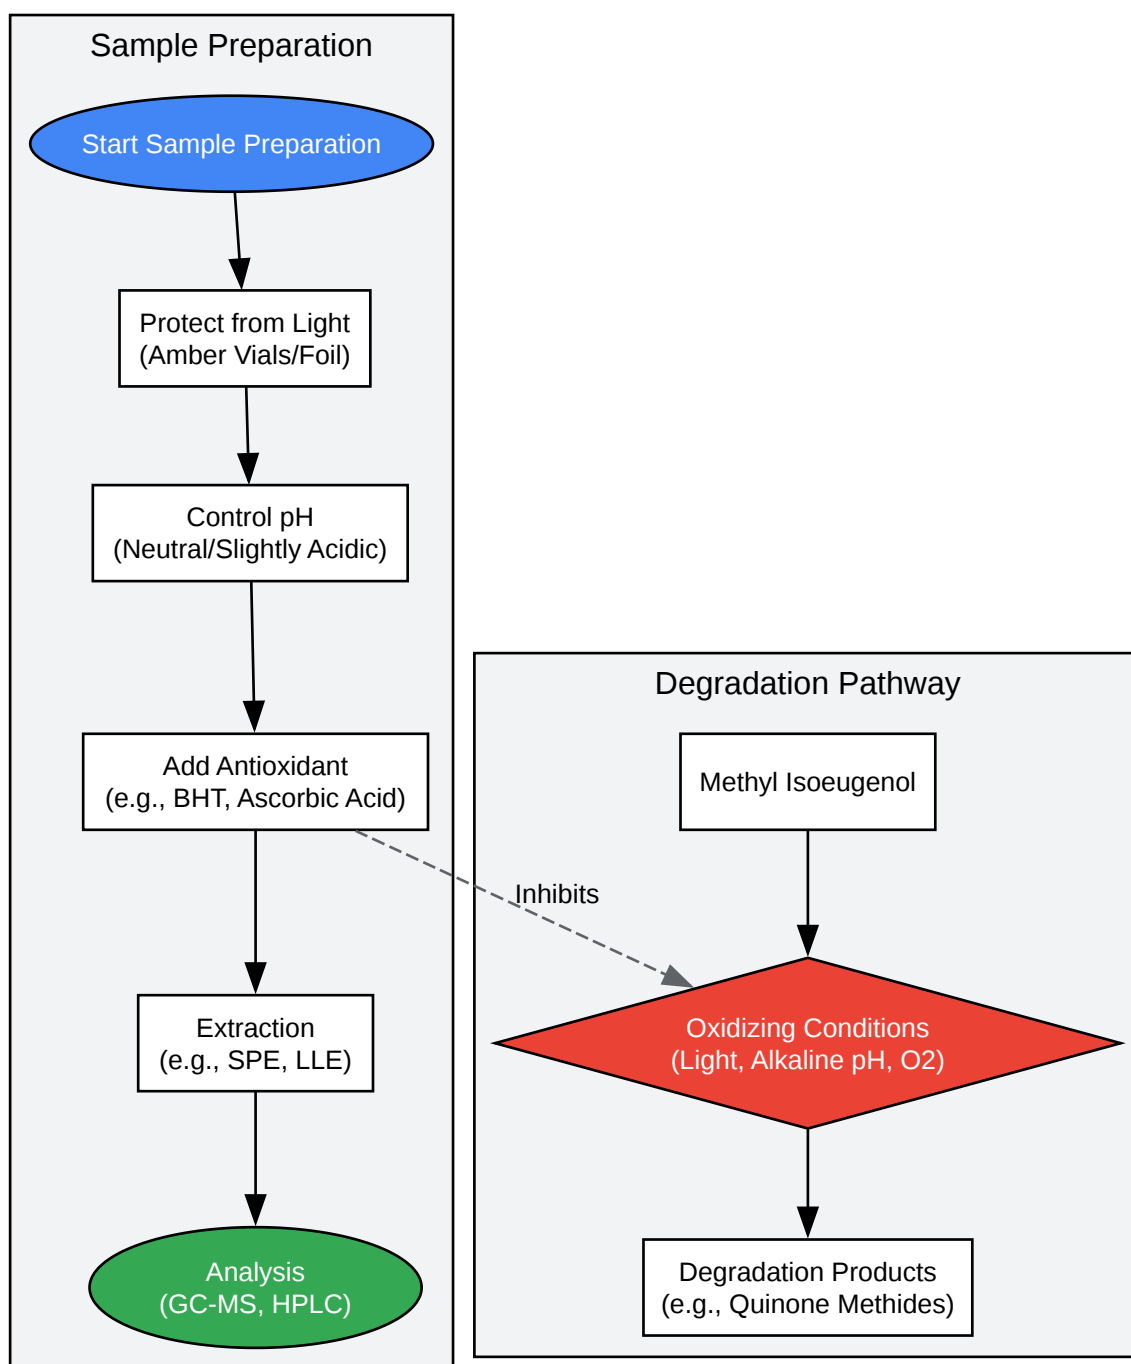 Sample Preparation
Start Sample Preparation
Protect from Light
(Amber Vials/Foil)
Control pH
(Neutral/Slightly Acidic)
Add Antioxidant
(e.g., BHT, Ascorbic Acid)
Extraction
(e.g., SPE, LLE)
Analysis
(GC-MS, HPLC)
Inhibits
Degradation Pathway
Methyl Isoeugenol
Oxidizing Conditions
(Light, Alkaline pH, O2)
Degradation Products
(e.g., Quinone Methides)